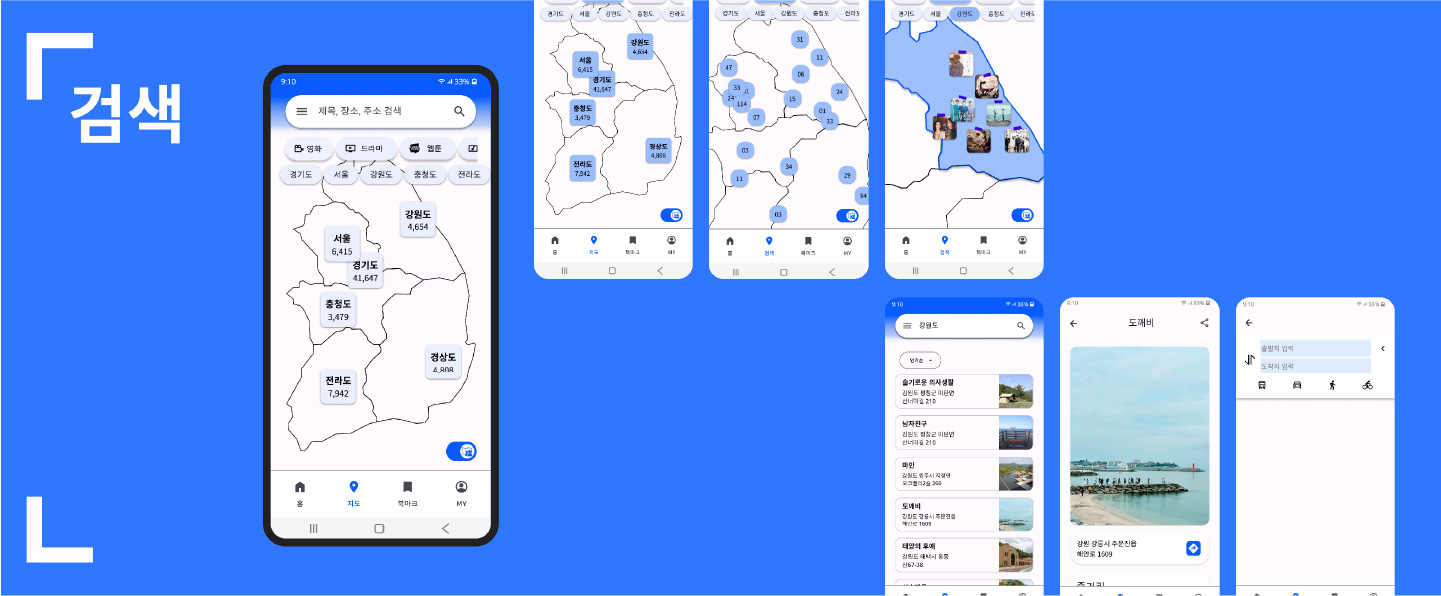 검색
9:10
33%
제목, 장소, 주소 검색
영화
드라마
웹툰
경기도
서울
강원도
충청도
전라도
강원도
4,654
서울
6,415
경기도
41,647
충청도
3,479
경상도
4,808
전라도
7,942
홈
지도
북마크
MY
경기도
서울
강원도
충청도
전라도
강원도
4,654
서울
6,415
경기도
41,647
충청도
3,479
경상도
4,808
전라도
7,942
홈
지도
북마크
MY
경기도
서울
강원도
충청도
전라도
31
11
47
06
33
24
114
24
15
01
07
33
03
34
11
29
94
03
홈
검색
북마크
MY
경기도
서울
강원도
충청도
전라도
홈
검색
북마크
MY
9:10
33%
강원도
인기순
슬기로운 의사생활
강원도 평창군 미탄면
산너미길 210
남자친구
강원도 평창군 미탄면
산너미길 210
마인
강원도 원주시 지정면
오크밸리2길 260
도깨비
강원도 강릉시 주문진읍
해안로 1609
태양의 후예
강원도 태백시 통동
산67-38
9:10
33%
도깨비
강원 강릉시 주문진읍
해안로 1609
9:10
33%
출발지 입력
도착지 입력